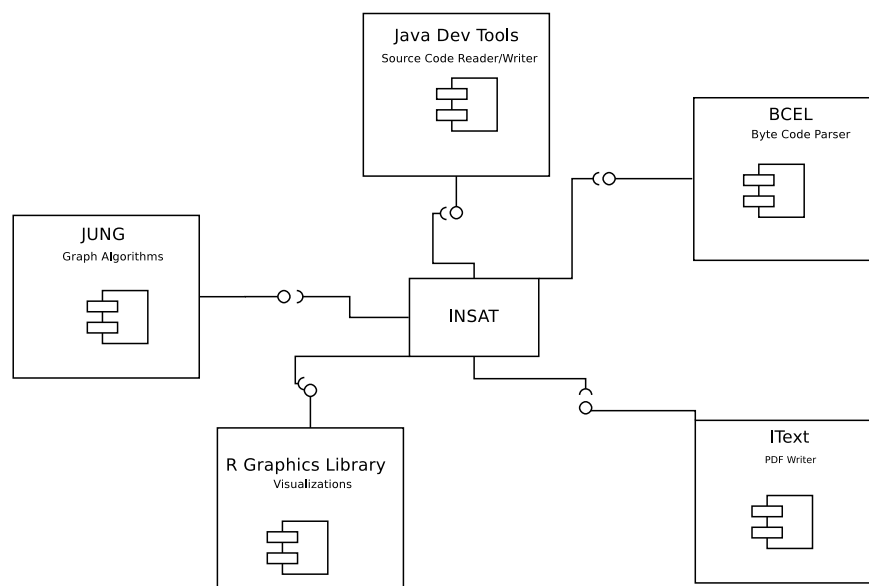 Java Dev Tools
Source Code Reader/Writer
BCEL
Byte Code Parser
JUNG
Graph Algorithms
INSAT
R Graphics Library
Visualizations
IText
PDF Writer